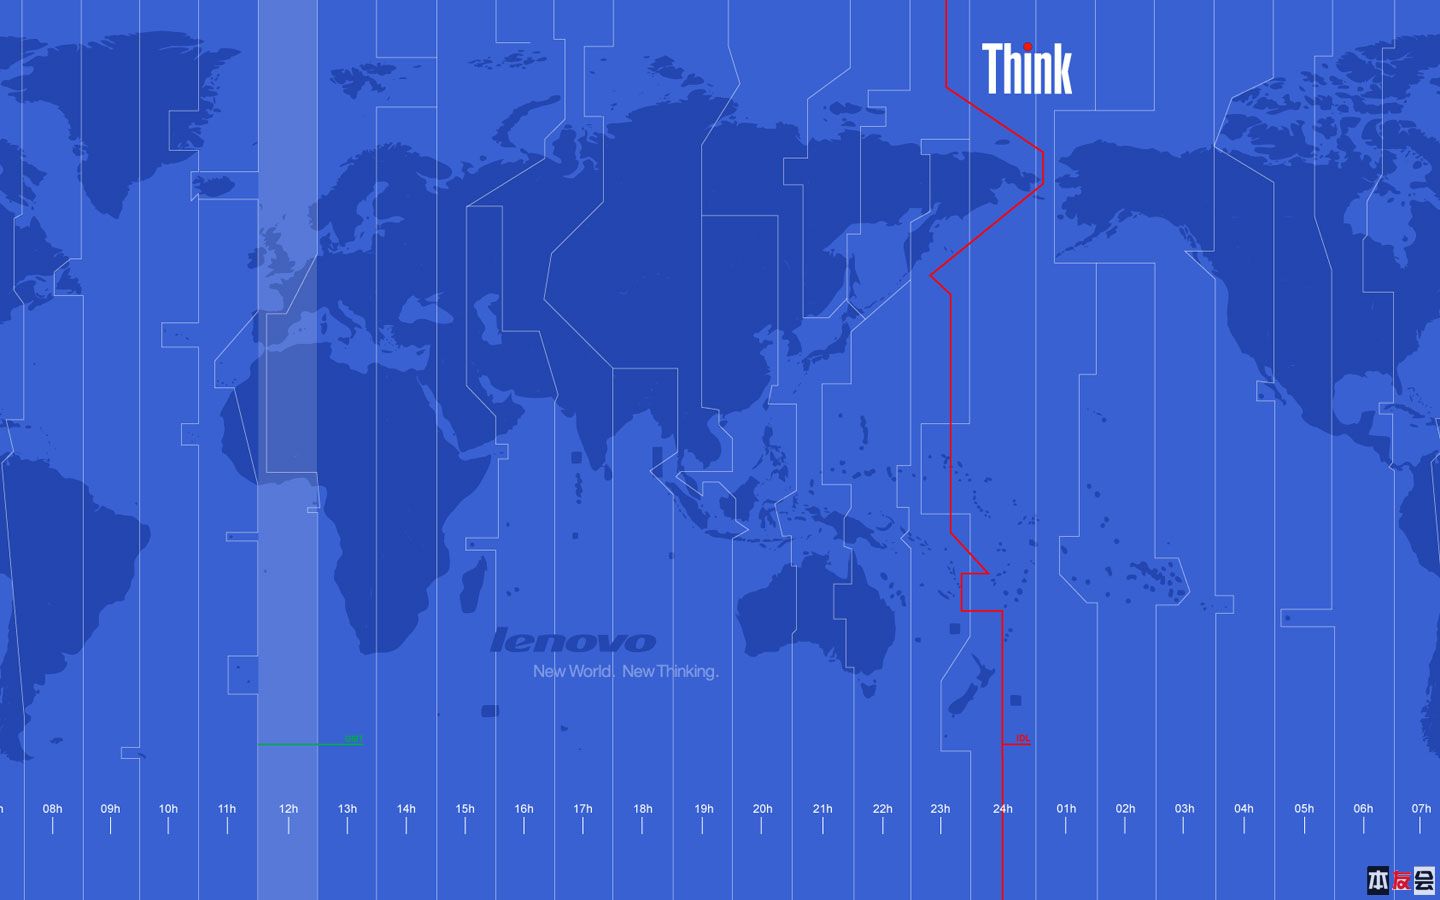 Think
lenovo
New World. New Thinking.
GMT
IDL
h 08h 09h 10h 11h 12h 13h 14h 15h 16h 17h 18h 19h 20h 21h 22h 23h 24h 01h 02h 03h 04h 05h 06h 07h
本友会